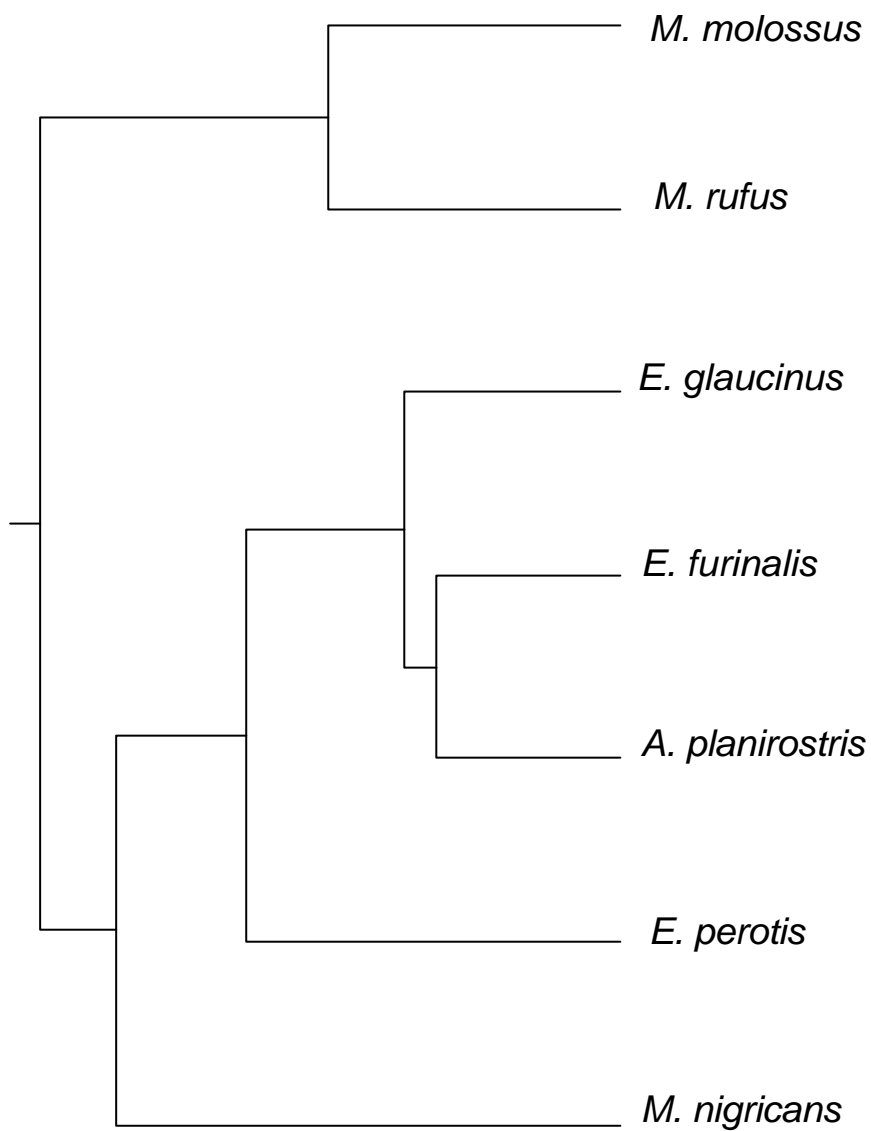 M. molossus
M. rufus
E. glaucinus
E. furinalis
A. planirostris
E. perotis
M. nigricans